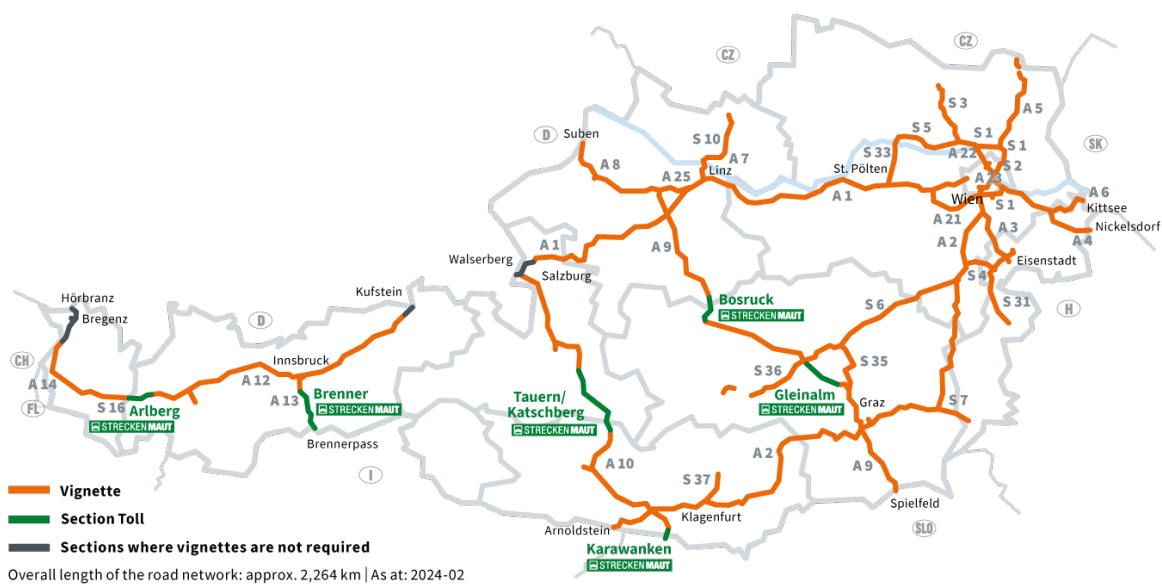 CZ
CZ
S 3
A 5
D
Suben
S 10
A 7
S 5
S 1
S 1
SK
A 8
Linz
S 33
A 22
S 2
A 25
St. Pölten
A 23
A 1
Wien
S 1
A 6
Kittsee
A 21
A 3
Nickelsdorf
A 1
A 9
A 2
A 4
Walserberg
Salzburg
S 4
Eisenstadt
Kufstein
Hörbranz
Bregenz
D
Bosruck
STRECKENMAUT
S 6
S 31
H
CH
Innsbruck
S 36
S 35
A 14
A 12
A 13
Brenner
STRECKENMAUT
Tauern/
Katschberg
STRECKENMAUT
Gleinalm
STRECKENMAUT
Graz
S 7
FL
S 16
Arlberg
STRECKENMAUT
Brennerpass
I
A 10
S 37
A 2
A 9
Spielfeld
Klagenfurt
Arnoldstein
SLO
Karawanken
STRECKENMAUT
Vignette
Section Toll
Sections where vignettes are not required
Overall length of the road network: approx. 2,264 km | As at: 2024-02